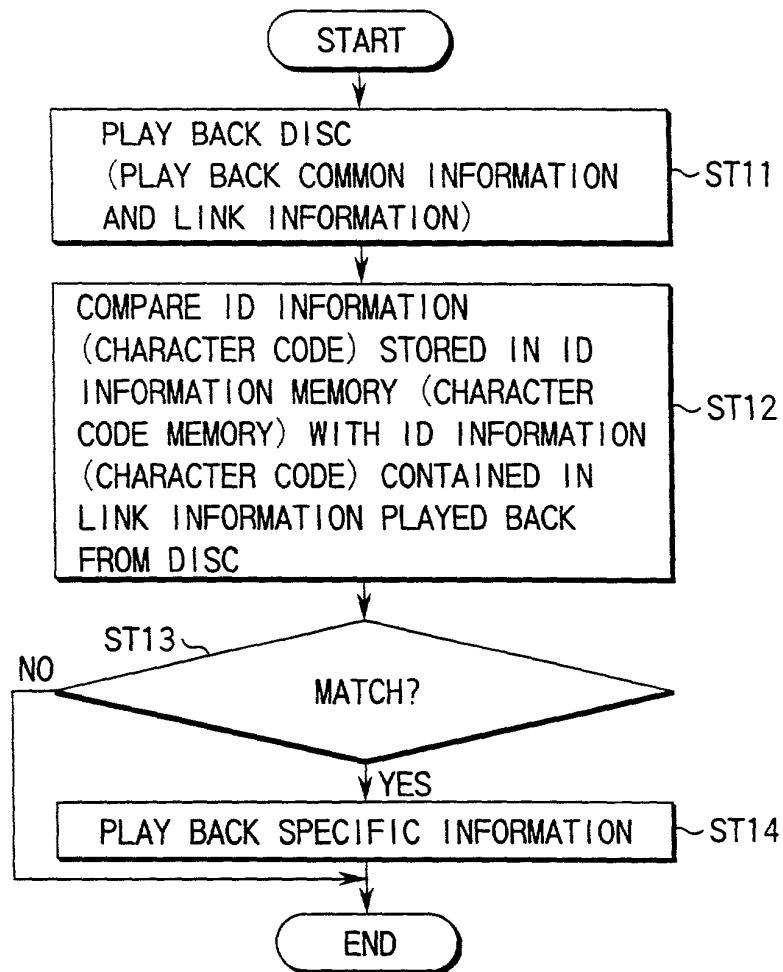 START
PLAY BACK DISC
(PLAY BACK COMMON INFORMATION
AND LINK INFORMATION)
ST11
COMPARE ID INFORMATION
(CHARACTER CODE) STORED IN ID
INFORMATION MEMORY (CHARACTER
CODE MEMORY) WITH ID INFORMATION
(CHARACTER CODE) CONTAINED IN
LINK INFORMATION PLAYED BACK
FROM DISC
ST12
ST13
NO
MATCH?
YES
PLAY BACK SPECIFIC INFORMATION
ST14
END